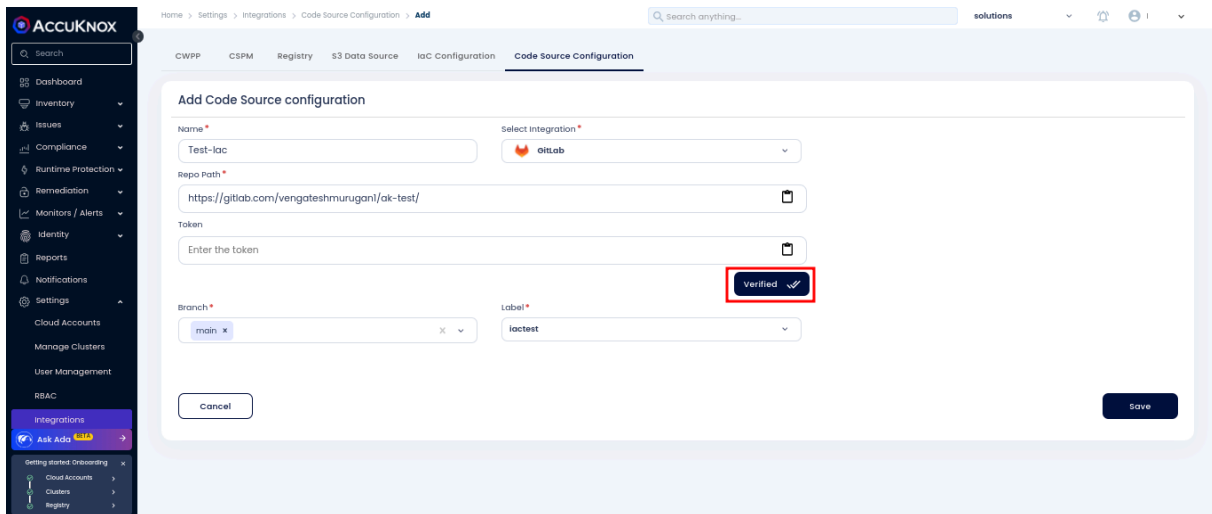 ACCUKNOX
Home > Settings > Integrations > Code Source Configuration > Add
Search anything...
solutions
Search
Dashboard
Inventory
Issues
Compliance
Runtime Protection
Remediation
Monitors / Alerts
Identity
Reports
Notifications
Settings
Cloud Accounts
Manage Clusters
User Management
RBAC
Integrations
Ask Ada BETA
Getting started: Onboarding x
Cloud Accounts >
Clusters >
Registry >
CWPP CSPM Registry S3 Data Source IaC Configuration Code Source Configuration
Add Code Source configuration
Name* Select Integration*
Test-Iac GitLab
Repo Path*
https://gitlab.com/vengateshmurugan1/ak-test/
Token
Enter the token
Verified
Branch* Label*
main x iactest
Cancel Save